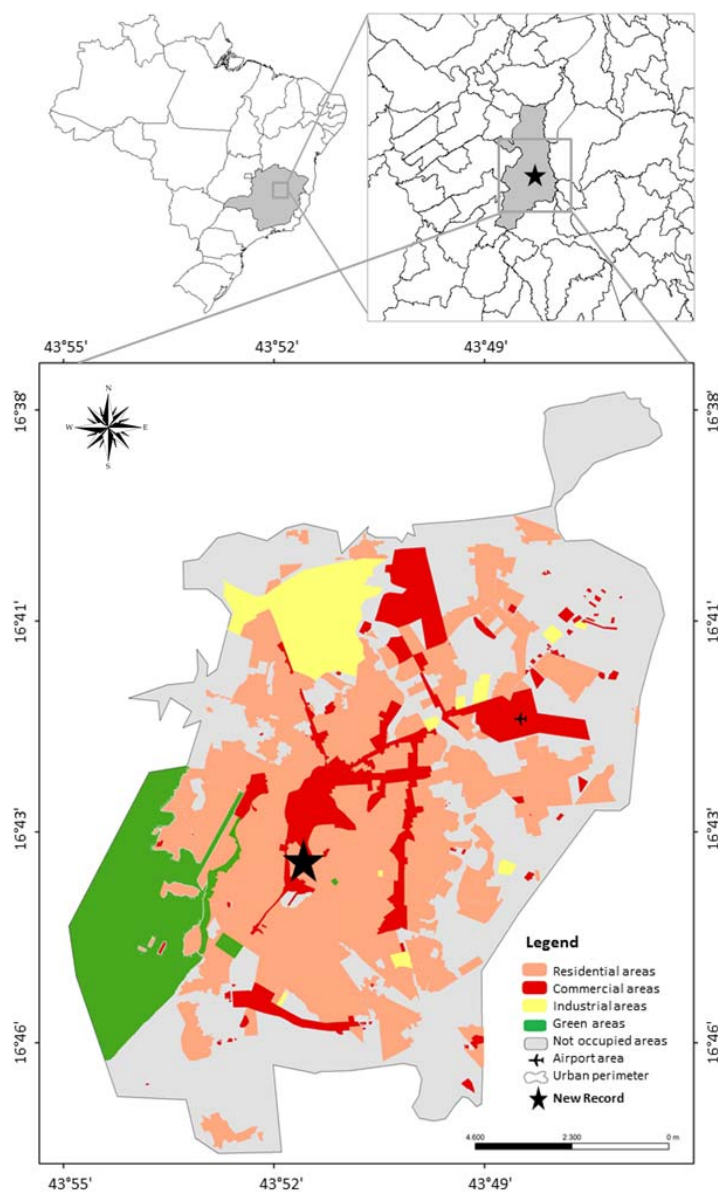 43°55' 43°52' 43°49'
16°38'
N
W E
S
16°41'
16°43'
16°46'
Legend
Residential areas
Commercial areas
Industrial areas
Green areas
Not occupied areas
Airport area
Urban perimeter
New Record
4.600 2.300 0 m
43°55' 43°52' 43°49'
16°38'
16°41'
16°43'
16°46'